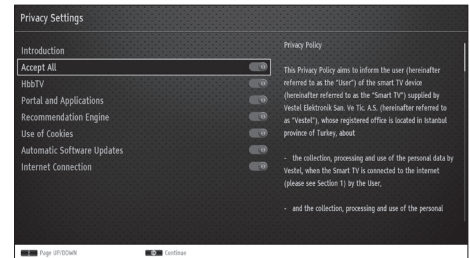 Privacy Settings
Introduction
Accept All
HbbTV
Portal and Applications
Recommendation Engine
Use of Cookies
Automatic Software Updates
Internet Connection
Privacy Policy
This Privacy Policy aims to inform the user (hereinafter
referred to as the "User") of the smart TV device
(hereinafter referred to as the "Smart TV") supplied by
Vestel Elektronik San. Ve Tic. A.S. (hereinafter referred to
as "Vestel"), whose registered office is located in Istanbul
province of Turkey, about
- the collection, processing and use of the personal data by
Vestel, when the Smart TV is connected to the internet
(please see Section 1) by the User,
- and the collection, processing and use of the personal
Page UP/DOWN
Continue